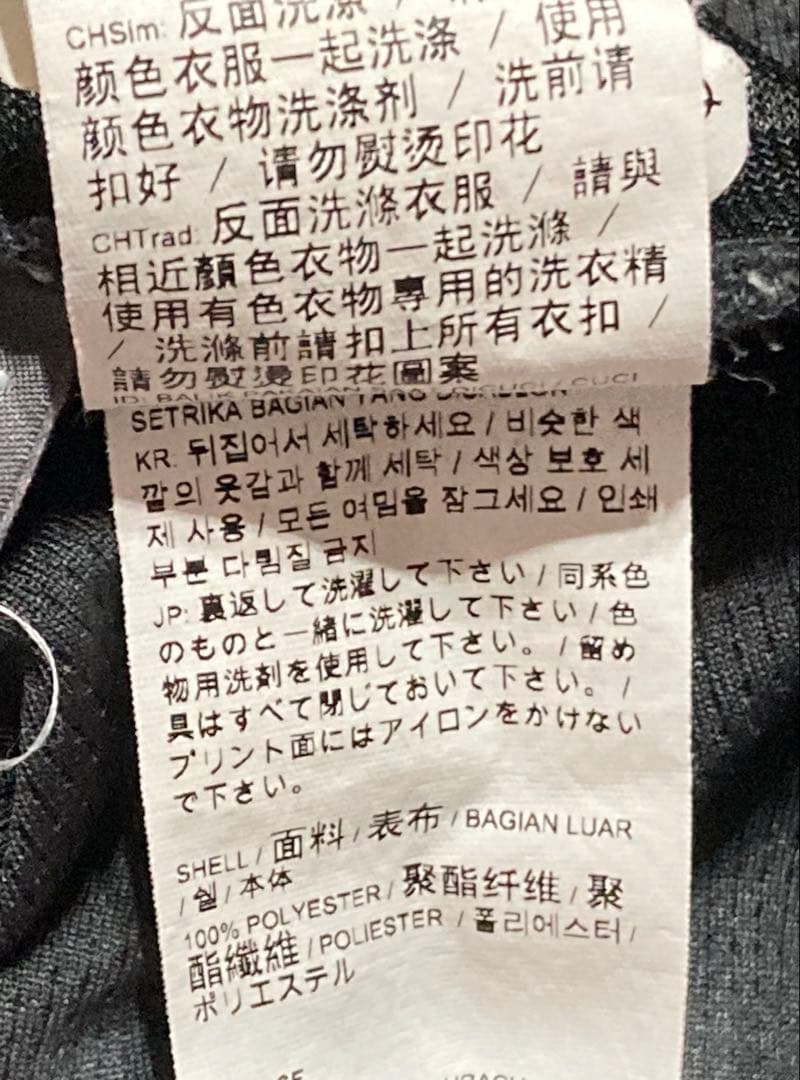 CHSim: 反面洗涤
颜色衣服一起洗涤 / 使用
颜色衣物洗涤剂 / 洗前请
扣好 / 请勿熨烫印花
CHTrad: 反面洗滌衣服 / 請與
相近顏色衣物一起洗滌 /
使用有色衣物專用的洗衣精
/ 洗滌前請扣上所有衣扣 /
請勿熨燙印花圖案
SETRIKA BAGIAN YANG
KR: 뒤집어서 세탁하세요 / 비슷한 색
깔의 옷감과 함께 세탁 / 색상 보호 세
제 사용 / 모든 여밈을 잠그세요 / 인쇄
부분 다림질 금지
JP: 裏返して洗濯して下さい / 同系色
のものと一緒に洗濯して下さい / 色
物用洗剤を使用して下さい。 / 留め
具はすべて閉じておいて下さい。 /
プリント面にはアイロンをかけない
で下さい。
SHELL / 面料 / 表布 / BAGIAN LUAR
/ 쉘 / 本体
100% POLYESTER / 聚酯纤维 / 聚
酯纖維 / POLIESTER / 폴리에스터 /
ポリエステル